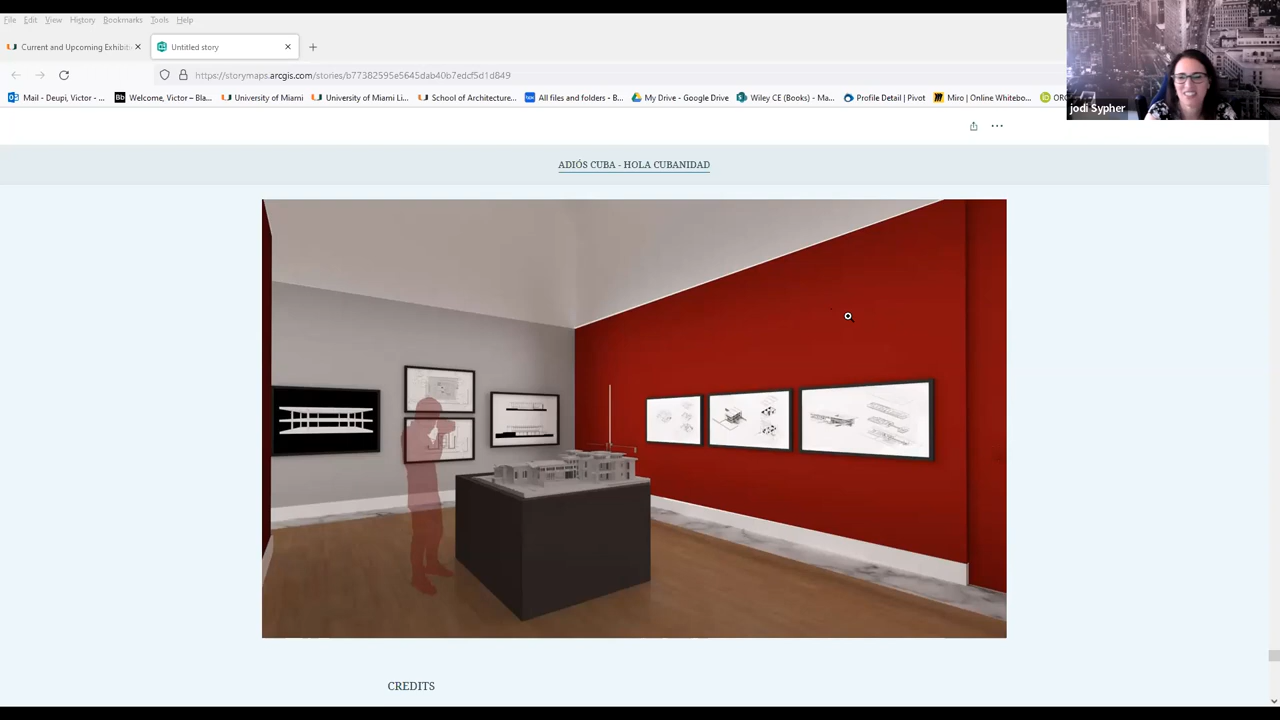 File Edit View History Bookmarks Tools Help
Current and Upcoming Exhibit
Untitled story
https://storymaps.arcgis.com/stories/b77382595e5645dab40b7edcf5d1d849
Mail - Deupi, Victor - ...
Welcome, Victor – Bla...
University of Miami
University of Miami Li...
School of Architecture...
All files and folders - B...
My Drive - Google Drive
Wiley CE (Books) - Ma...
Profile Detail | Pivot
Miro | Online Whitebo...
jodi Sypher
ADIÓS CUBA - HOLA CUBANIDAD
CREDITS